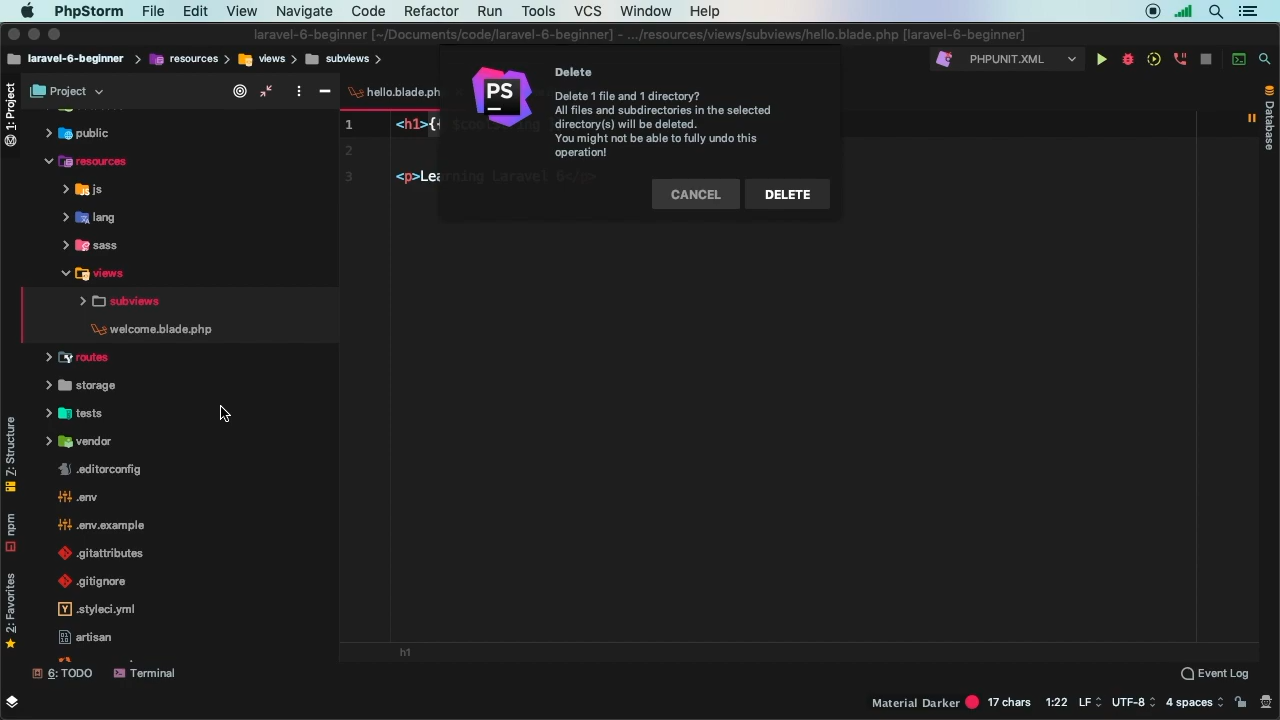 PhpStorm File Edit View Navigate Code Refactor Run Tools VCS Window Help
laravel-6-beginner [~/Documents/code/laravel-6-beginner] - .../resources/views/subviews/hello.blade.php [laravel-6-beginner]
laravel-6-beginner resources views subviews
PHPUNIT.XML
1: Project
Project
hello.blade.ph
public
resources
js
lang
sass
views
subviews
welcome.blade.php
routes
storage
tests
vendor
.editorconfig
.env
.env.example
.gitattributes
.gitignore
.styleci.yml
artisan
1 <h1>{
2
3 <p>Learning Laravel 6</p>
PS
Delete
Delete 1 file and 1 directory?
All files and subdirectories in the selected
directory(s) will be deleted.
You might not be able to fully undo this
operation!
CANCEL DELETE
Database
7: Structure
npm
2: Favorites
h1
6: TODO Terminal
Event Log
Material Darker 17 chars 1:22 LF UTF-8 4 spaces